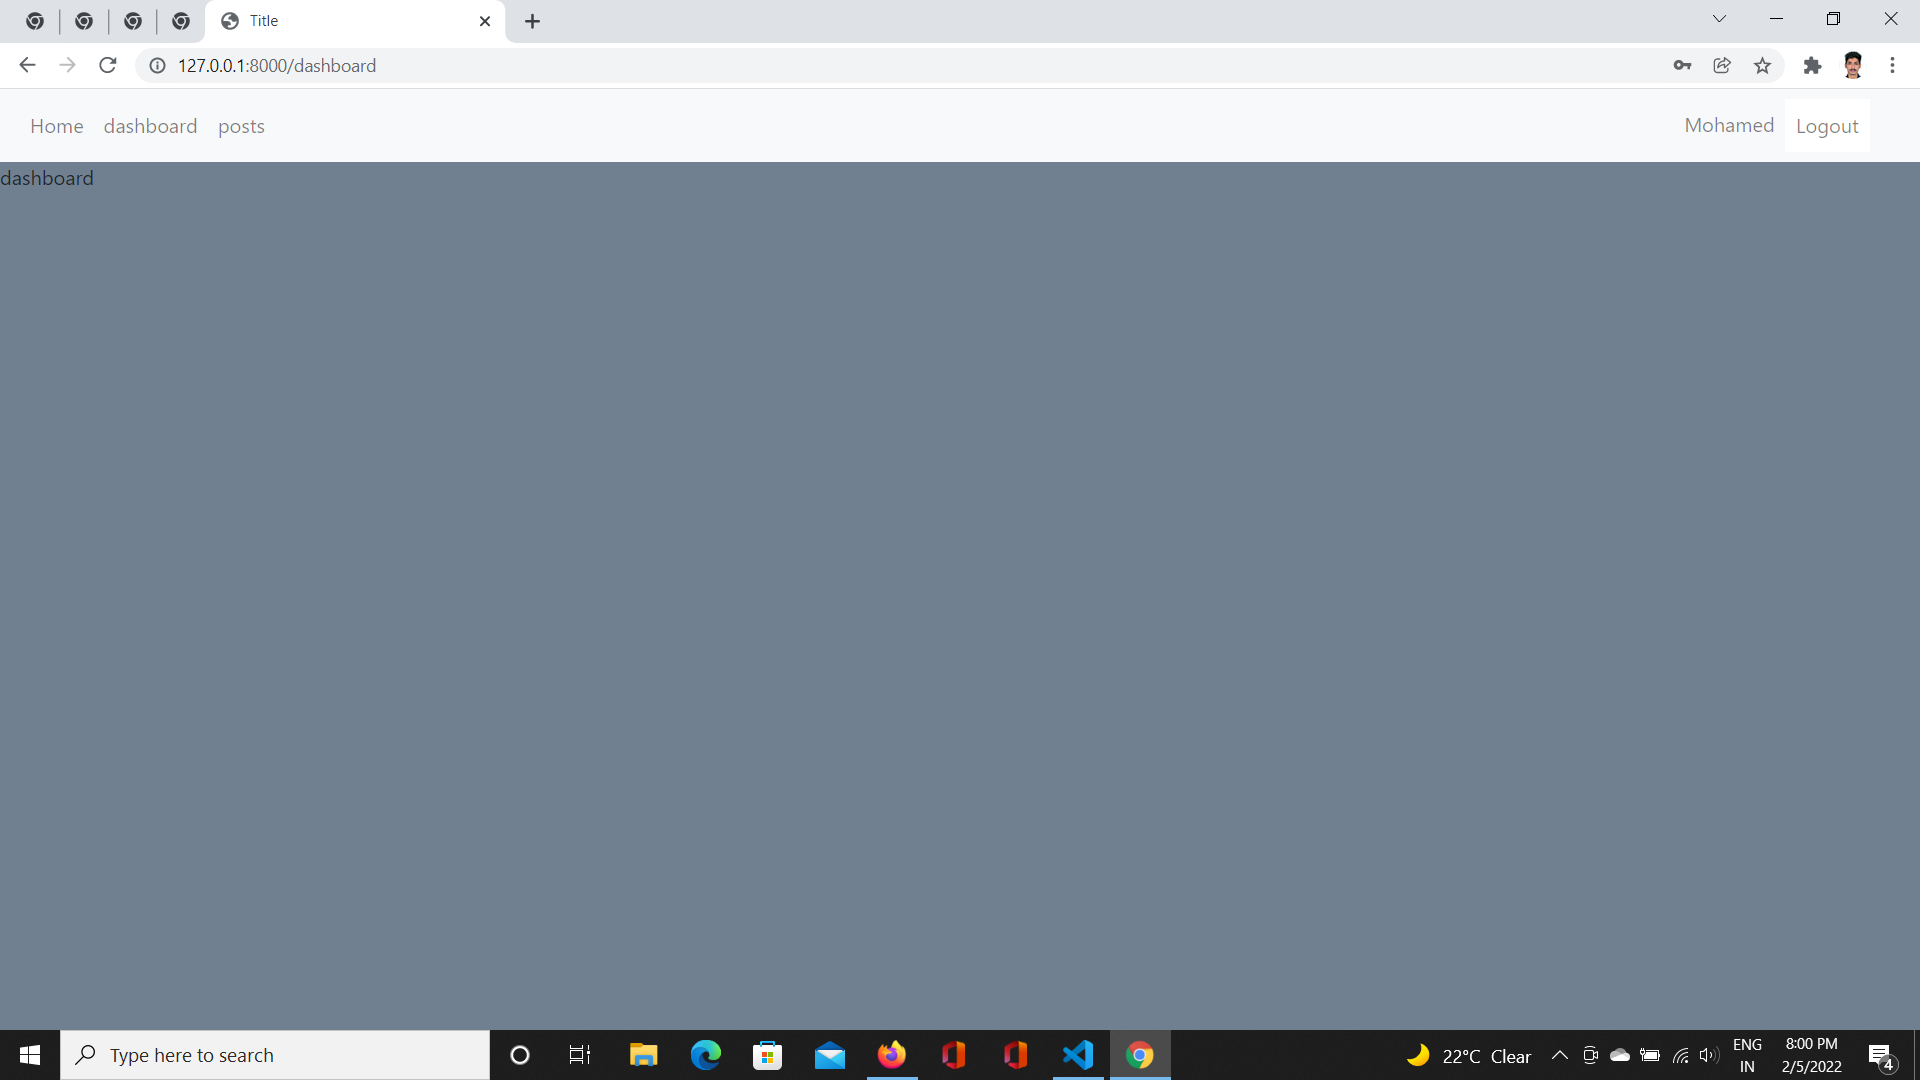 Title
127.0.0.1:8000/dashboard
Home dashboard posts Mohamed Logout
dashboard
Type here to search
22°C Clear
ENG
IN
8:00 PM
2/5/2022
4